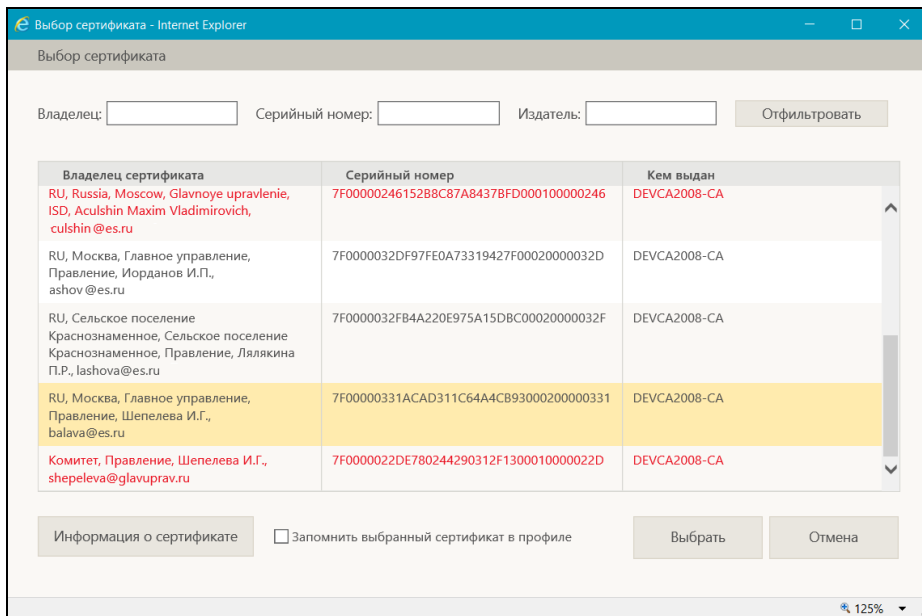 Выбор сертификата - Internet Explorer
Выбор сертификата
Владелец: Серийный номер: Издатель: Отфильтровать
Владелец сертификата Серийный номер Кем выдан
RU, Russia, Moscow, Glavnoye upravlenie, 7F00000246152B8C87A8437BFD000100000246 DEVCA2008-CA
ISD, Aculshin Maxim Vladimirovich,
culshin@es.ru
RU, Москва, Главное управление, 7F0000032DF97FE0A73319427F00020000032D DEVCA2008-CA
Правление, Иорданов И.П.,
ashov@es.ru
RU, Сельское поселение 7F0000032FB4A220E975A15DBC00020000032F DEVCA2008-CA
Краснознаменное, Сельское поселение
Краснознаменное, Правление, Лялякина
П.Р., lashova@es.ru
RU, Москва, Главное управление, 7F00000331ACAD311C64A4CB93000200000331 DEVCA2008-CA
Правление, Шепелева И.Г.,
balava@es.ru
Комитет, Правление, Шепелева И.Г., 7F0000022DE780244290312F1300010000022D DEVCA2008-CA
shepeleva@glavuprav.ru
Информация о сертификате Запомнить выбранный сертификат в профиле Выбрать Отмена
125%